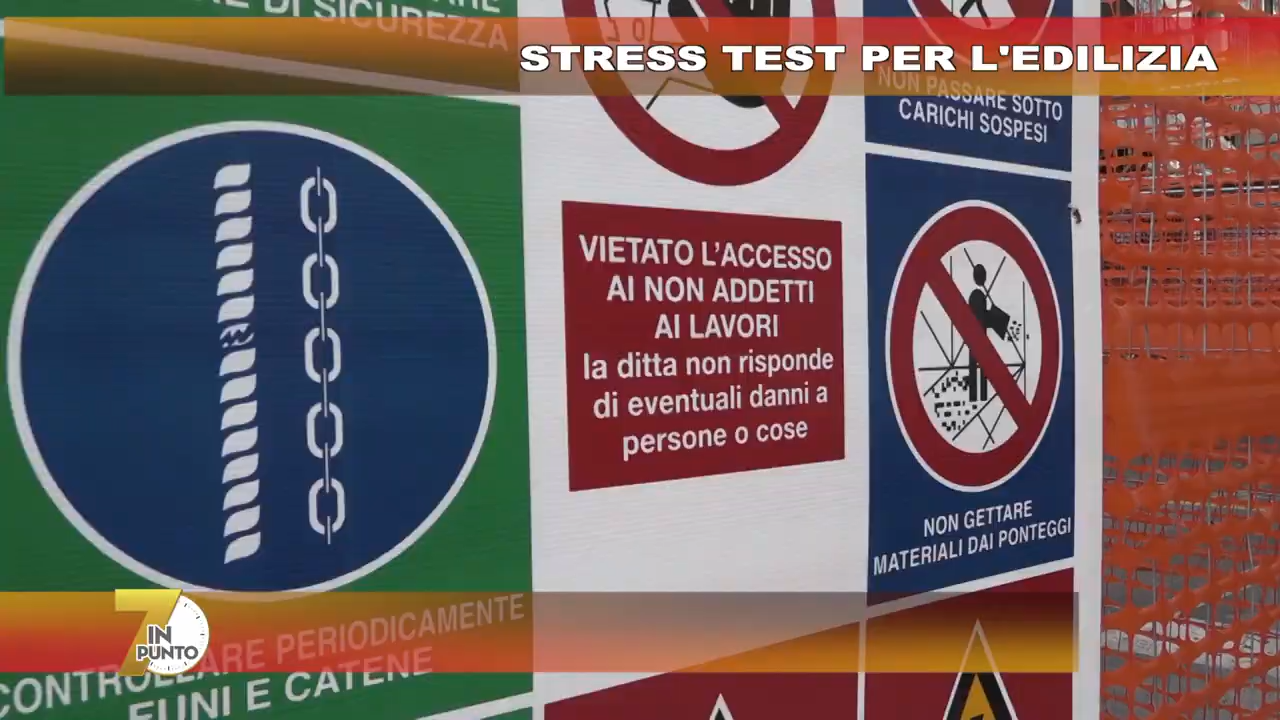 STRESS TEST PER L'EDILIZIA
DI SICUREZZA
NON PASSARE SOTTO
CARICHI SOSPESI
VIETATO L'ACCESSO
AI NON ADDETTI
AI LAVORI
la ditta non risponde
di eventuali danni a
persone o cose
NON GETTARE
MATERIALI DAI PONTEGGI
CONTROLLARE PERIODICAMENTE
FUNI E CATENE
7
IN
PUNTO